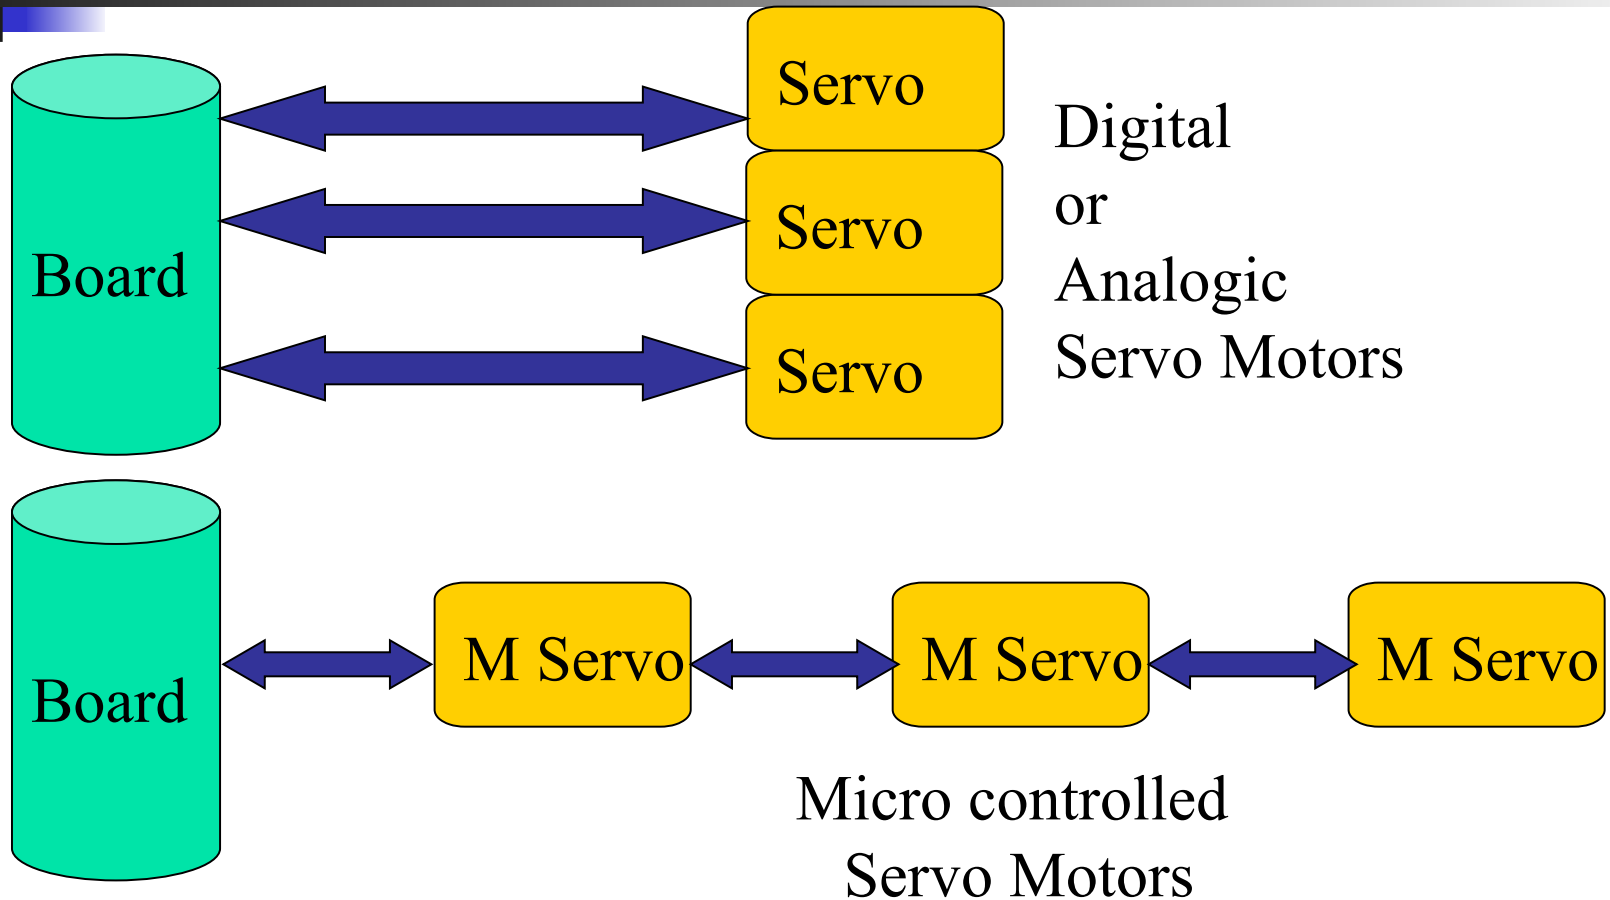 Board
Servo
Servo
Servo
Digital
or
Analogic
Servo Motors
Board
M Servo
M Servo
M Servo
Micro controlled
Servo Motors